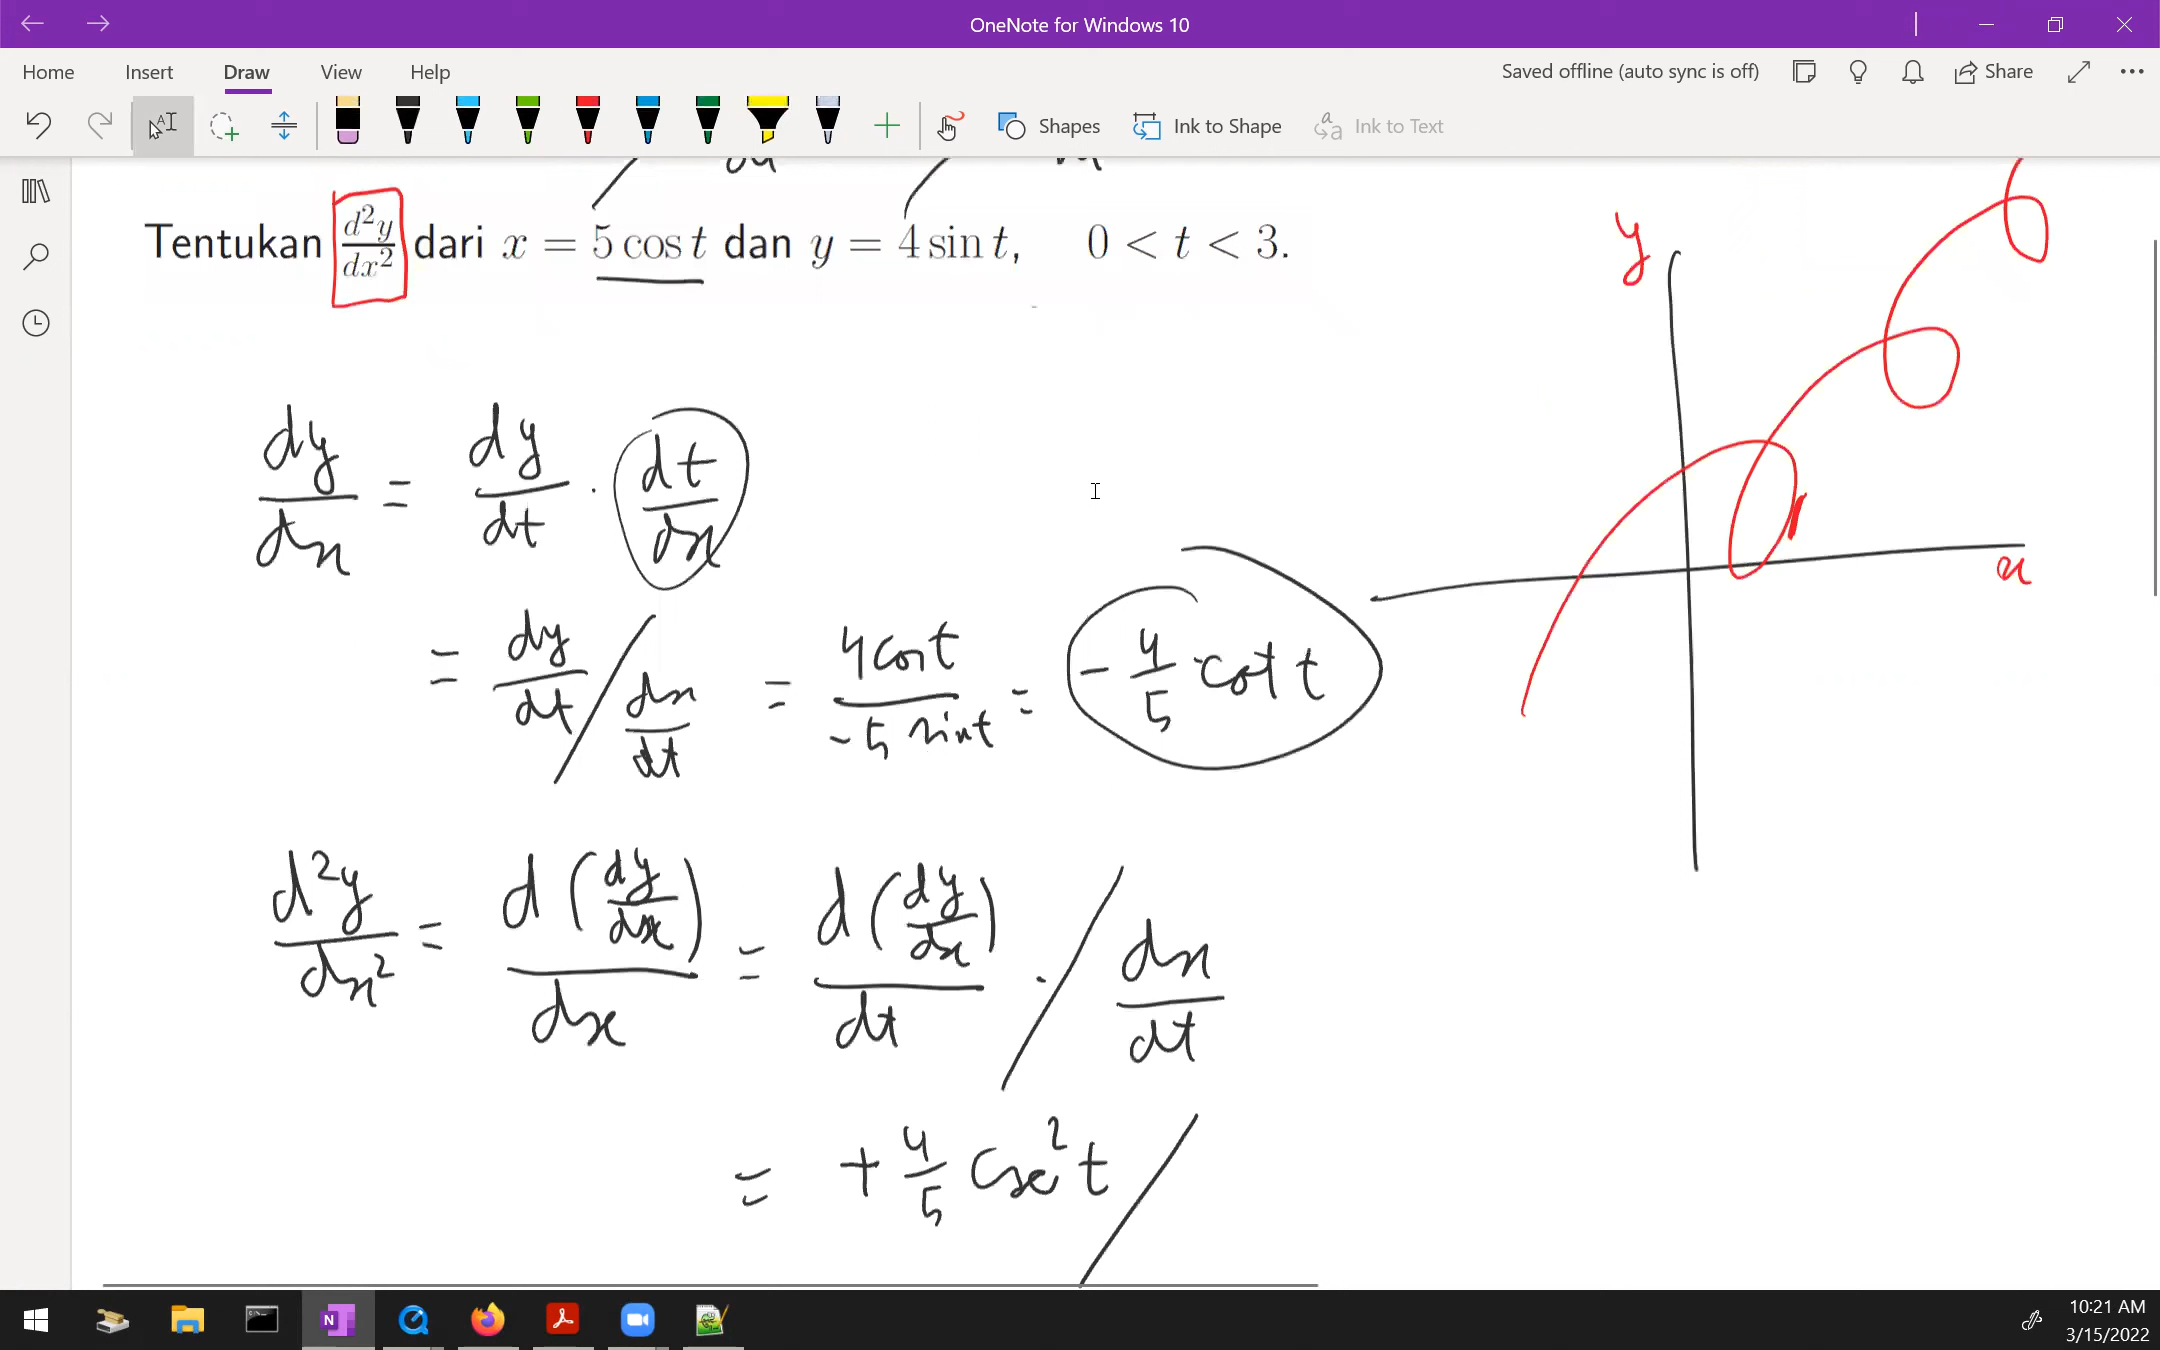 OneNote for Windows 10
Home Insert Draw View Help
Saved offline (auto sync is off) Share
Shapes Ink to Shape Ink to Text
Tentukan d²y/dx² dari x = 5 cos t dan y = 4 sin t, 0 < t < 3.
y
x
dy/dx = dy/dt · dt/dx
= dy/dt / dx/dt = 4 cos t / -5 sin t = - 4/5 cot t
d²y/dx² = d(dy/dx)/dx = d(dy/dx)/dt · / dx/dt
= + 4/5 csc² t /
10:21 AM
3/15/2022